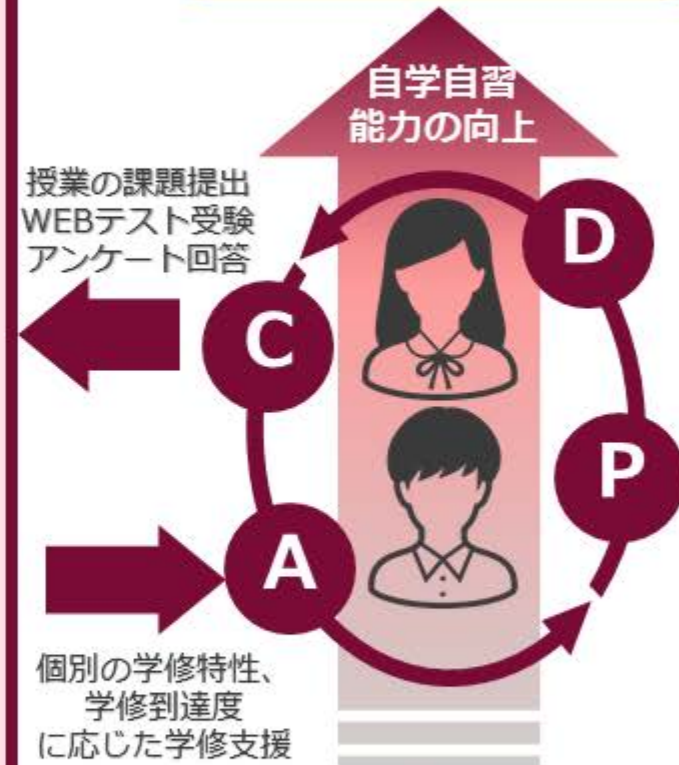 自学自習
能力の向上
授業の課題提出
WEBテスト受験
アンケート回答
D
C
P
A
個別の学修特性、
学修到達度
に応じた学修支援